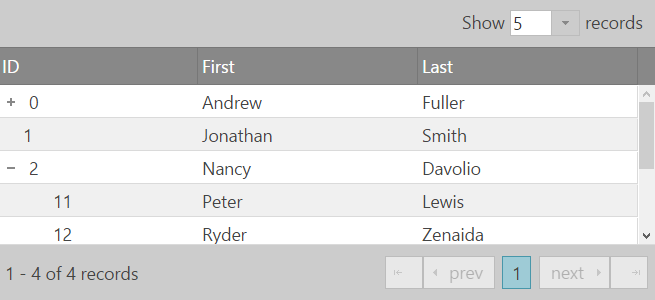 Show 5 records
ID First Last
+ 0 Andrew Fuller
1 Jonathan Smith
− 2 Nancy Davolio
11 Peter Lewis
12 Ryder Zenaida
1 - 4 of 4 records prev 1 next